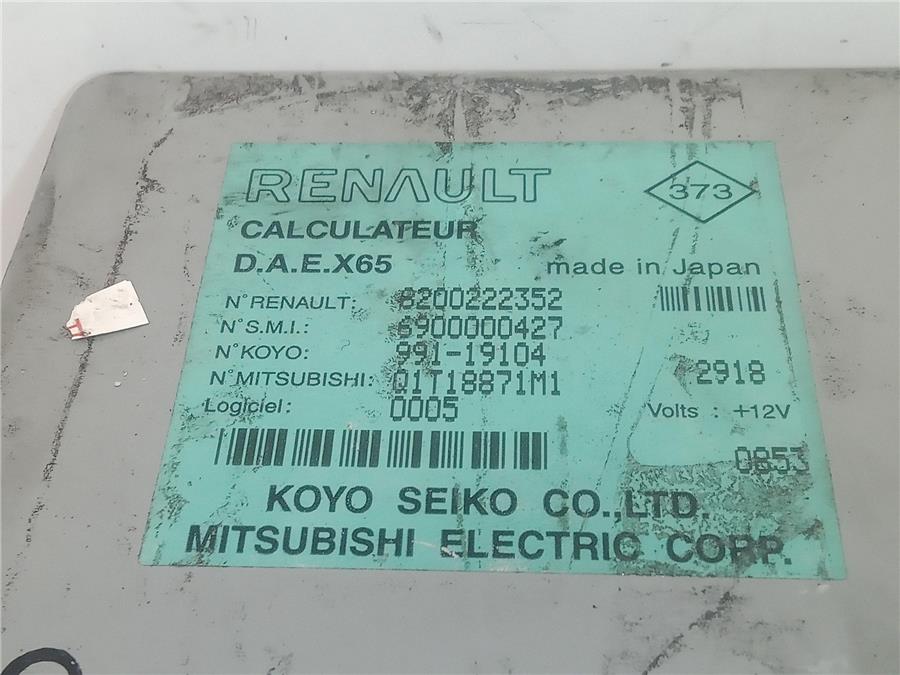 RENAULT
373
CALCULATEUR
D.A.E.X65
made in Japan
N°RENAULT: 8200222352
N°S.M.I.: 6900000427
N°KOYO: 991-19104
N°MITSUBISHI: Q1T18871M1
2918
Logiciel: 0005
Volts : +12V
0853
KOYO SEIKO CO.,LTD.
MITSUBISHI ELECTRIC CORP.